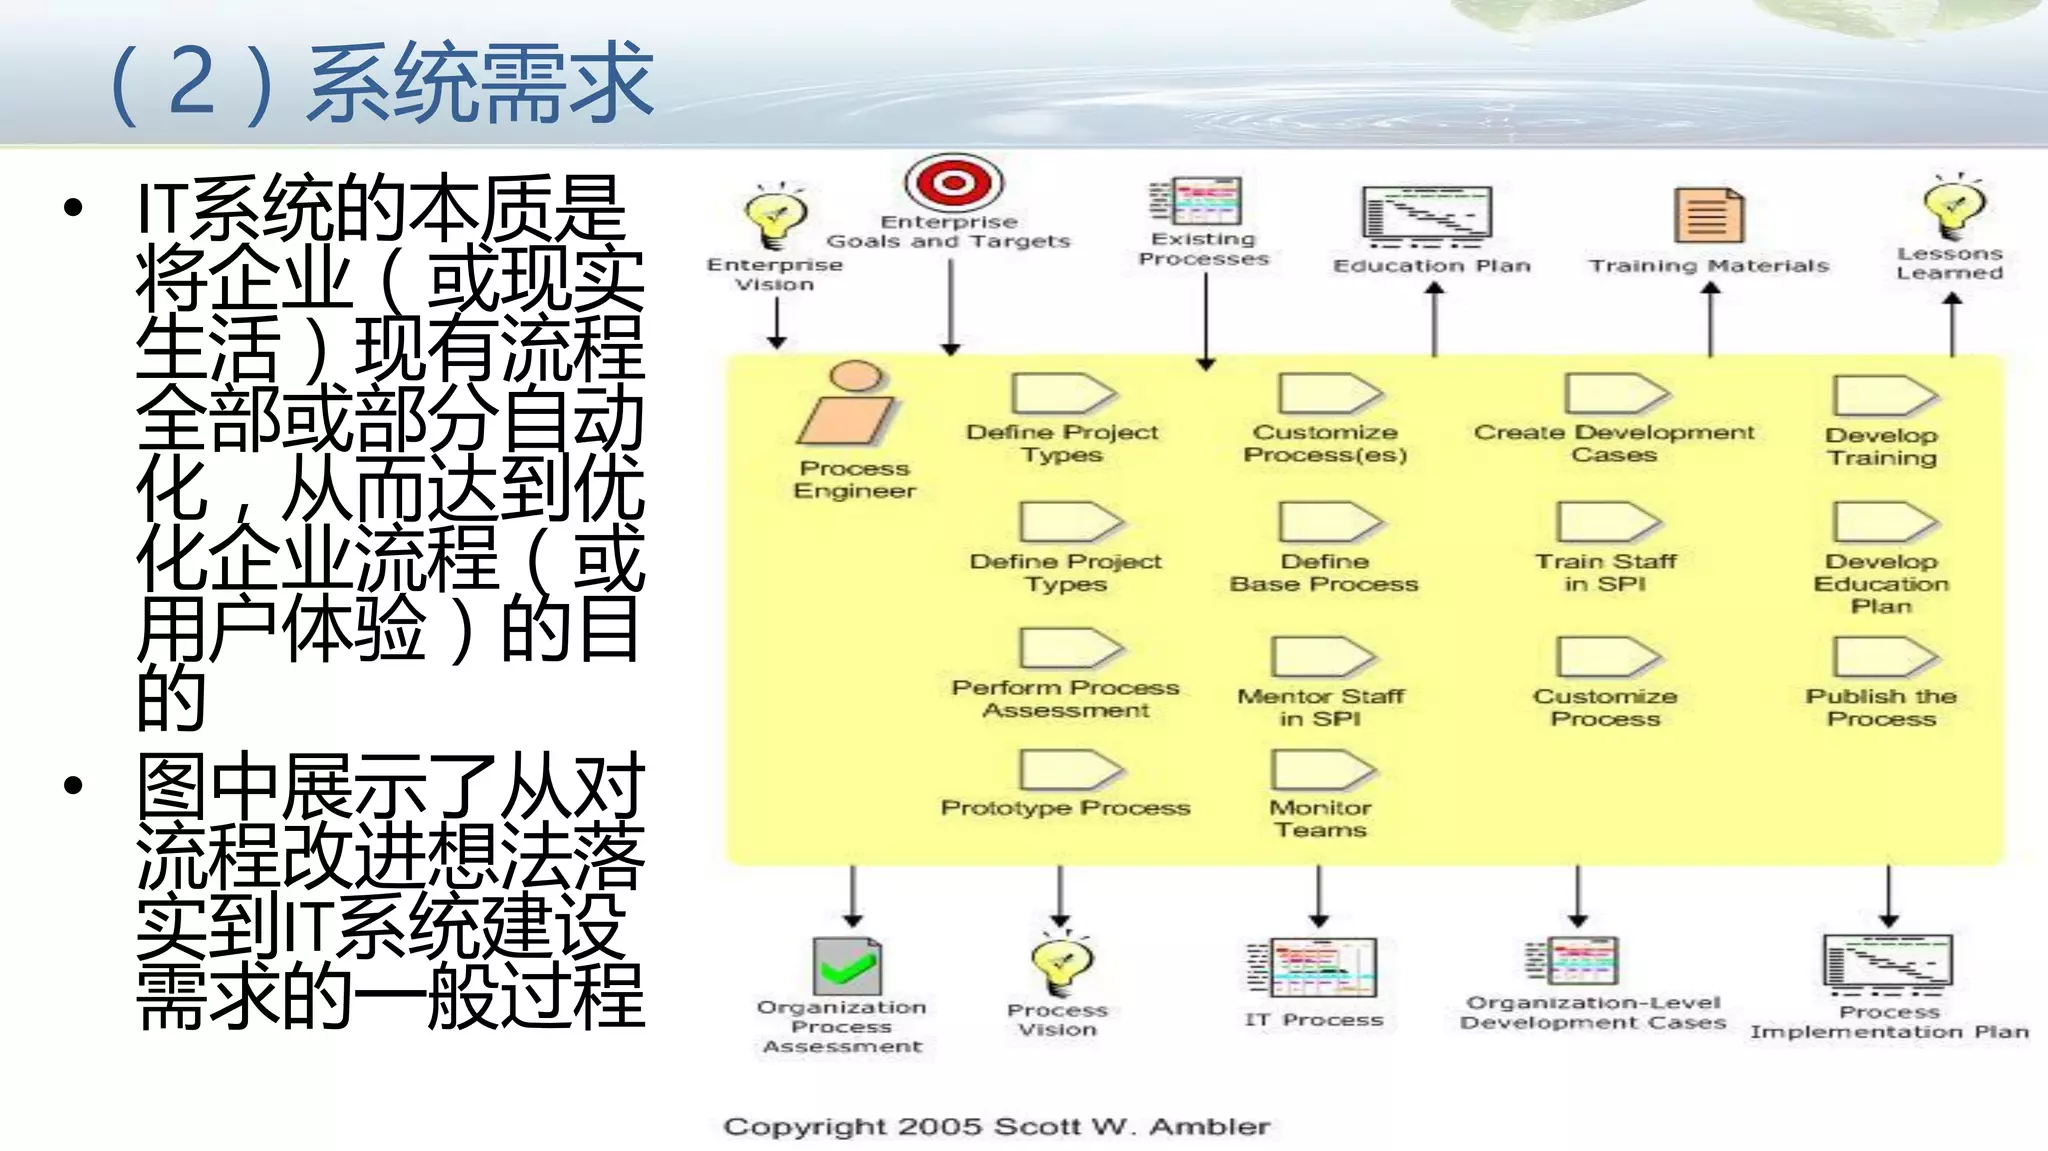 （2）系统需求
• IT系统的本质是
将企业（或现实
生活）现有流程
全部或部分自动
化，从而达到优
化企业流程（或
用户体验）的目
的
• 图中展示了从对
流程改进想法落
实到IT系统建设
需求的一般过程
Enterprise
Vision
Enterprise
Goals and Targets
Existing
Processes
Education Plan
Training Materials
Lessons
Learned
Process
Engineer
Define Project
Types
Customize
Process(es)
Create Development
Cases
Develop
Training
Define Project
Types
Define
Base Process
Train Staff
in SPI
Develop
Education
Plan
Perform Process
Assessment
Mentor Staff
in SPI
Customize
Process
Publish the
Process
Prototype Process
Monitor
Teams
Organization
Process
Assessment
Process
Vision
IT Process
Organization-Level
Development Cases
Process
Implementation Plan
Copyright 2005 Scott W. Ambler